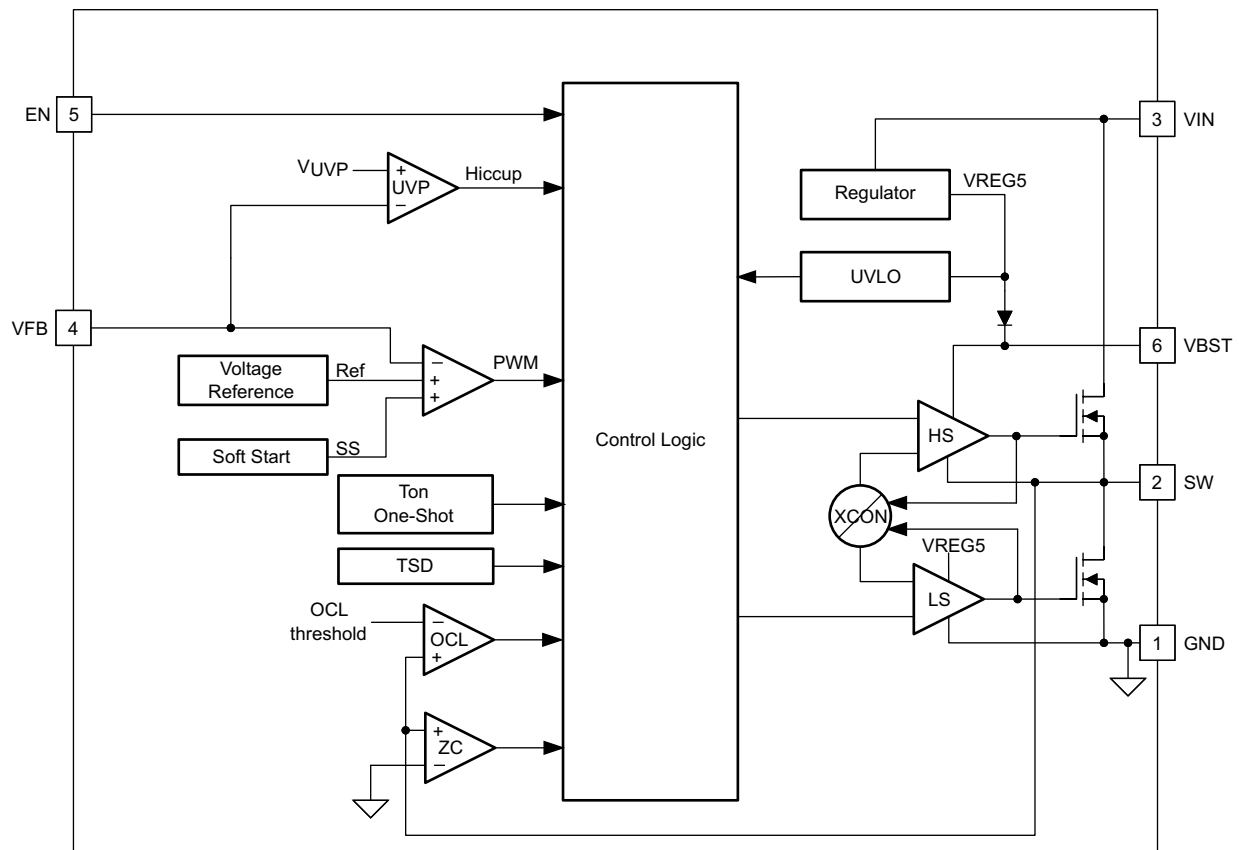 EN 5
VUVP
+
UVP
−
Hiccup
VFB 4
Voltage
Reference
Ref
−
+
+
PWM
Soft Start
SS
Ton
One-Shot
TSD
OCL
threshold
−
OCL
+
+
ZC
−
Control Logic
3 VIN
Regulator
VREG5
UVLO
6 VBST
HS
XCON
2 SW
VREG5
LS
1 GND